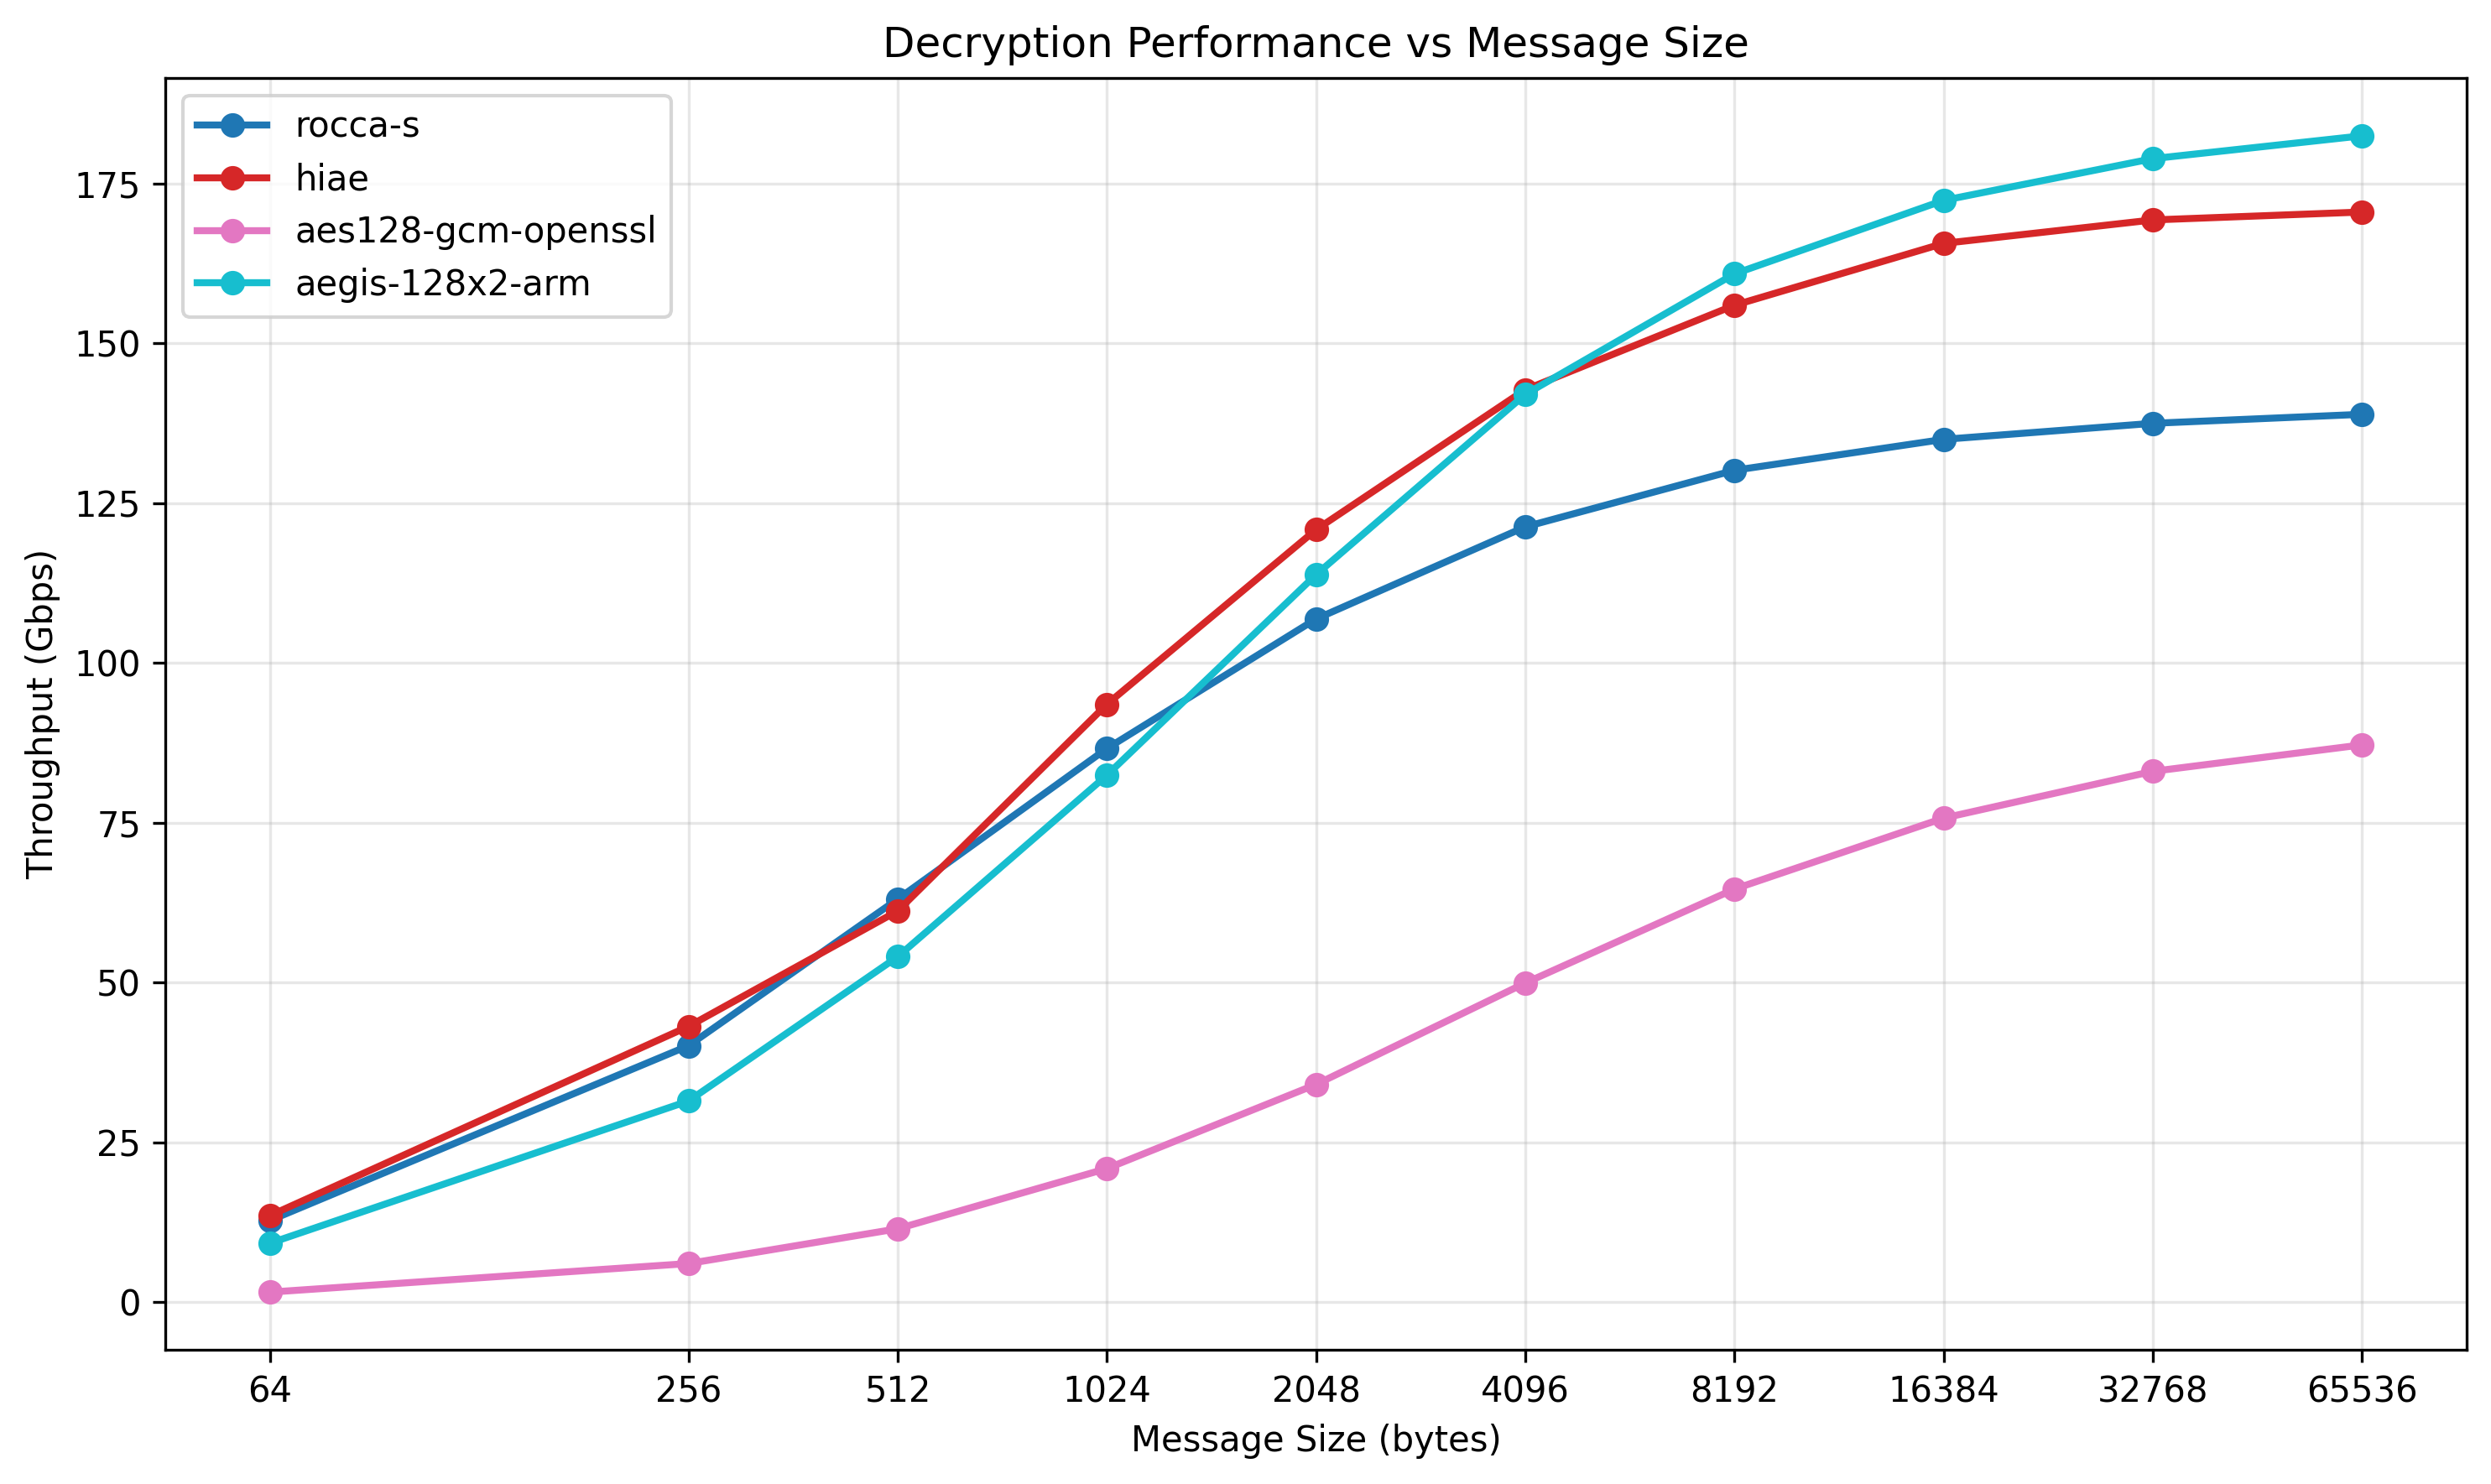 Decryption Performance vs Message Size
rocca-s
hiae
aes128-gcm-openssl
aegis-128x2-arm
Throughput (Gbps)
175
150
125
100
75
50
25
0
64 256 512 1024 2048 4096 8192 16384 32768 65536
Message Size (bytes)